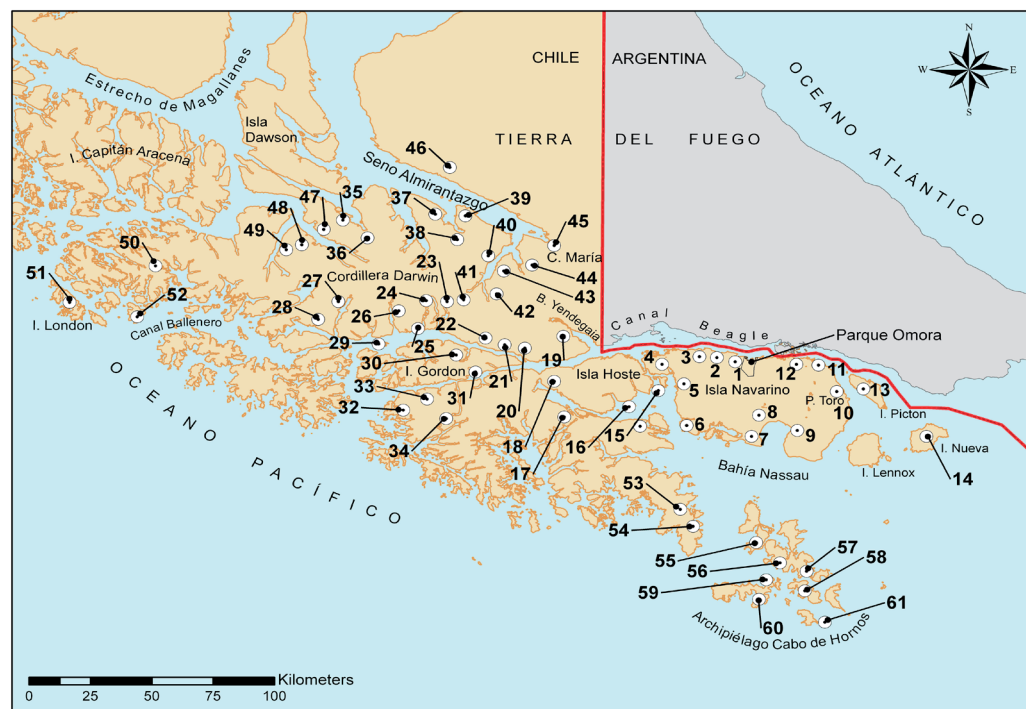 CHILE
ARGENTINA
N
W
E
S
Estrecho de Magallanes
Isla
Dawson
I. Capitán Aracena
TIERRA DEL FUEGO
OCEANO ATLÁNTICO
46
Seno Almirantazgo
47
35
37
39
48
49
36
38
40
45
C. María
50
44
51
27
Cordillera Darwin
23
41
43
24
42
52
28
26
B. Yendegaia
I. London
Canal Ballenero
22
25
29
19
Canal Beagle
Parque Omora
30
I. Gordon
21
Isla Hoste
4
3
2
1
12
11
33
31
20
5
Isla Navarino
13
32
P. Toro
10
I. Picton
34
18
16
15
6
8
7
9
17
I. Nueva
Bahía Nassau
I. Lennox
14
OCEANO PACÍFICO
53
54
55
57
56
58
59
61
60
Archipiélago Cabo de Hornos
Kilometers
0
25
50
75
100